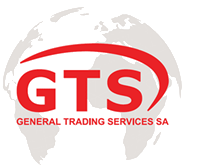 GTS
GENERAL TRADING SERVICES SA